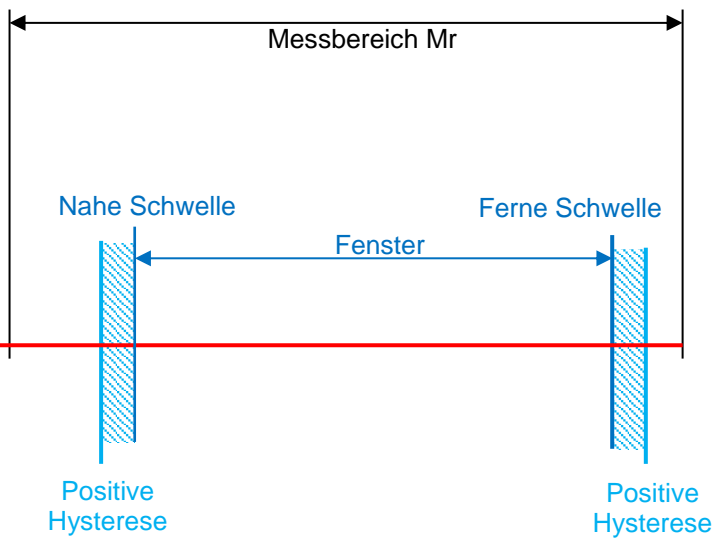 Messbereich Mr
Nahe Schwelle
Ferne Schwelle
Fenster
Positive
Hysterese
Positive
Hysterese